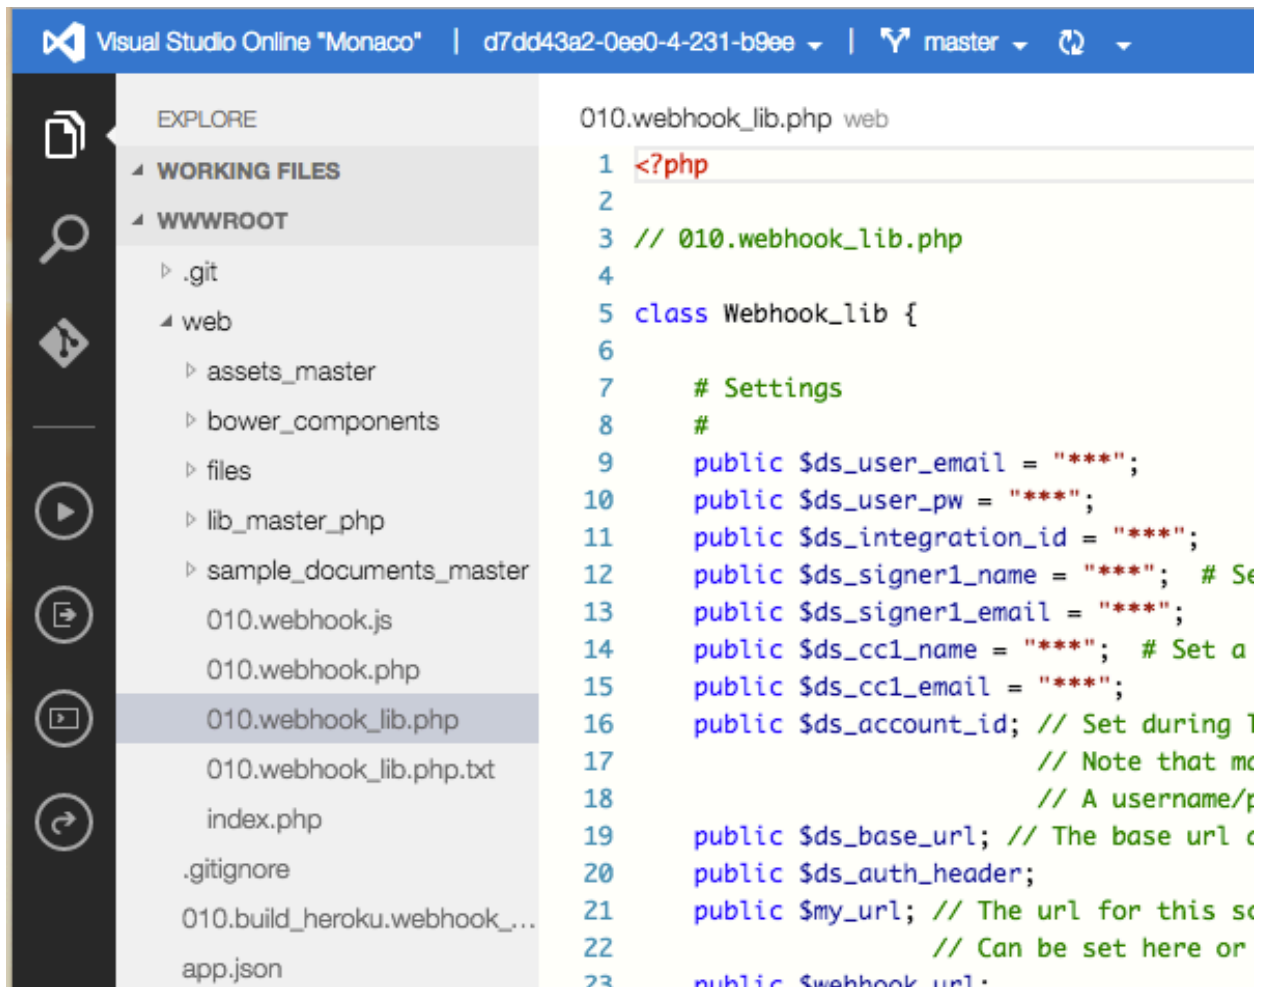 Visual Studio Online "Monaco" | d7dd43a2-0ee0-4-231-b9ee | master
EXPLORE
WORKING FILES
WWWROOT
.git
web
assets_master
bower_components
files
lib_master_php
sample_documents_master
010.webhook.js
010.webhook.php
010.webhook_lib.php
010.webhook_lib.php.txt
index.php
.gitignore
010.build_heroku.webhook_...
app.json
010.webhook_lib.php web
1 <?php
2
3 // 010.webhook_lib.php
4
5 class Webhook_lib {
6
7 # Settings
8 #
9 public $ds_user_email = "***";
10 public $ds_user_pw = "***";
11 public $ds_integration_id = "***";
12 public $ds_signer1_name = "***"; # Se
13 public $ds_signer1_email = "***";
14 public $ds_cc1_name = "***"; # Set a
15 public $ds_cc1_email = "***";
16 public $ds_account_id; // Set during
17 // Note that
18 // A username/
19 public $ds_base_url; // The base url
20 public $ds_auth_header;
21 public $my_url; // The url for this
22 // Can be set here or
23 public $webhook_url;